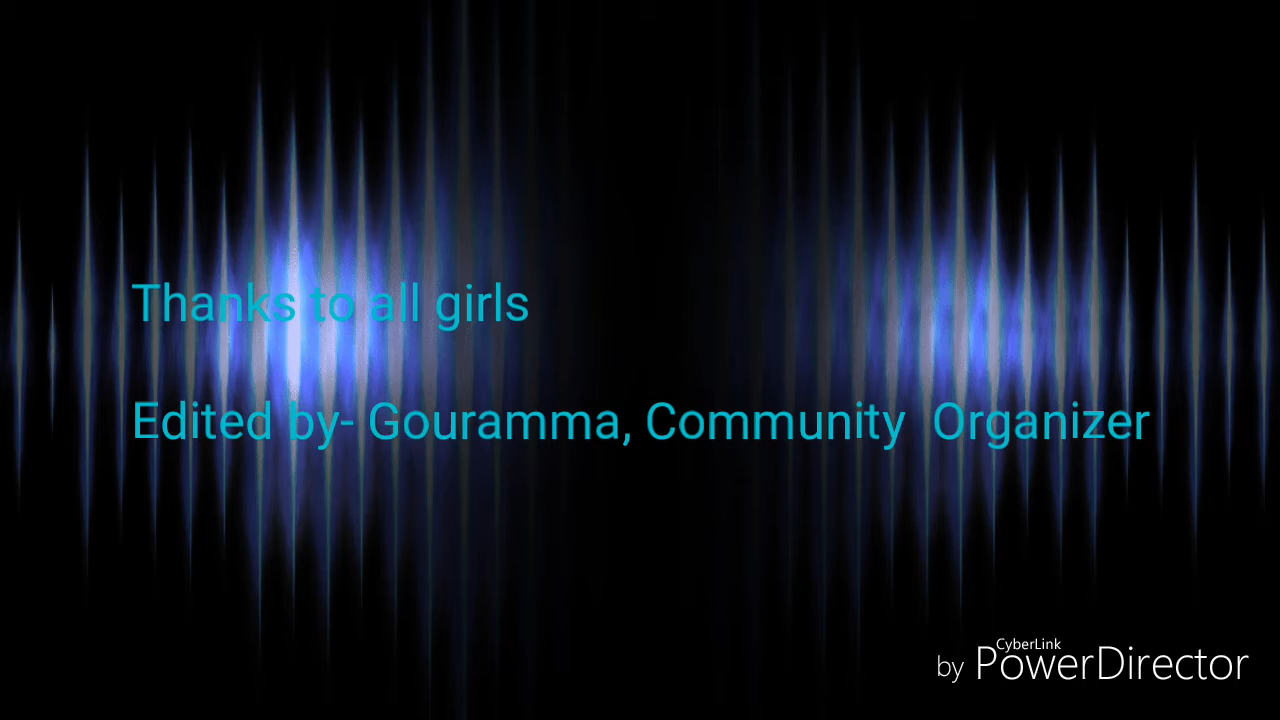 Thanks to all girls
Edited by- Gouramma, Community  Organizer
CyberLink
by PowerDirector